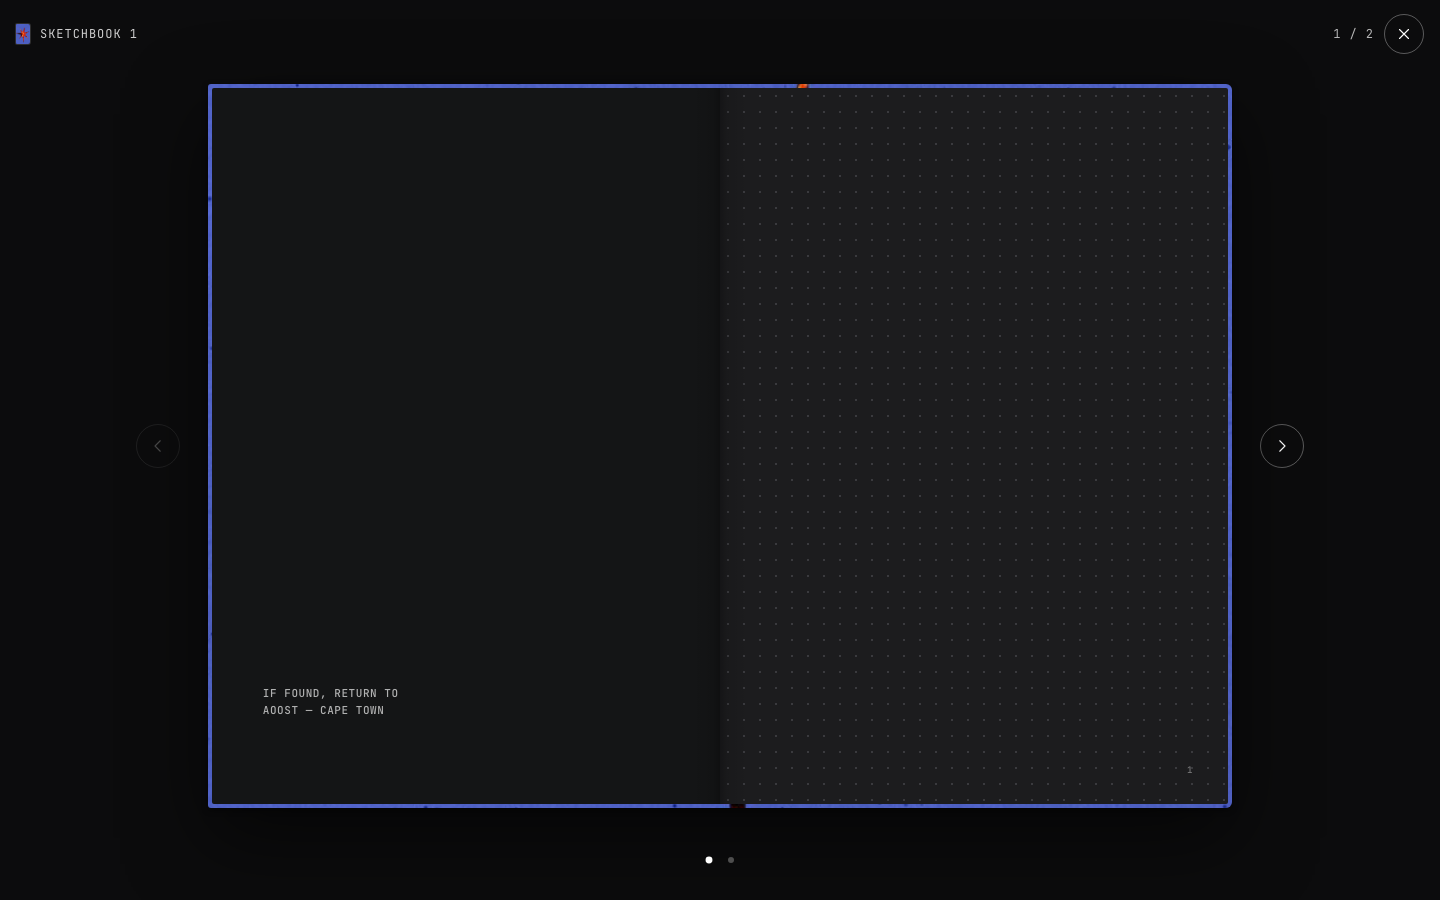 SKETCHBOOK 1
1 / 2
IF FOUND, RETURN TO
AOOST — CAPE TOWN
1